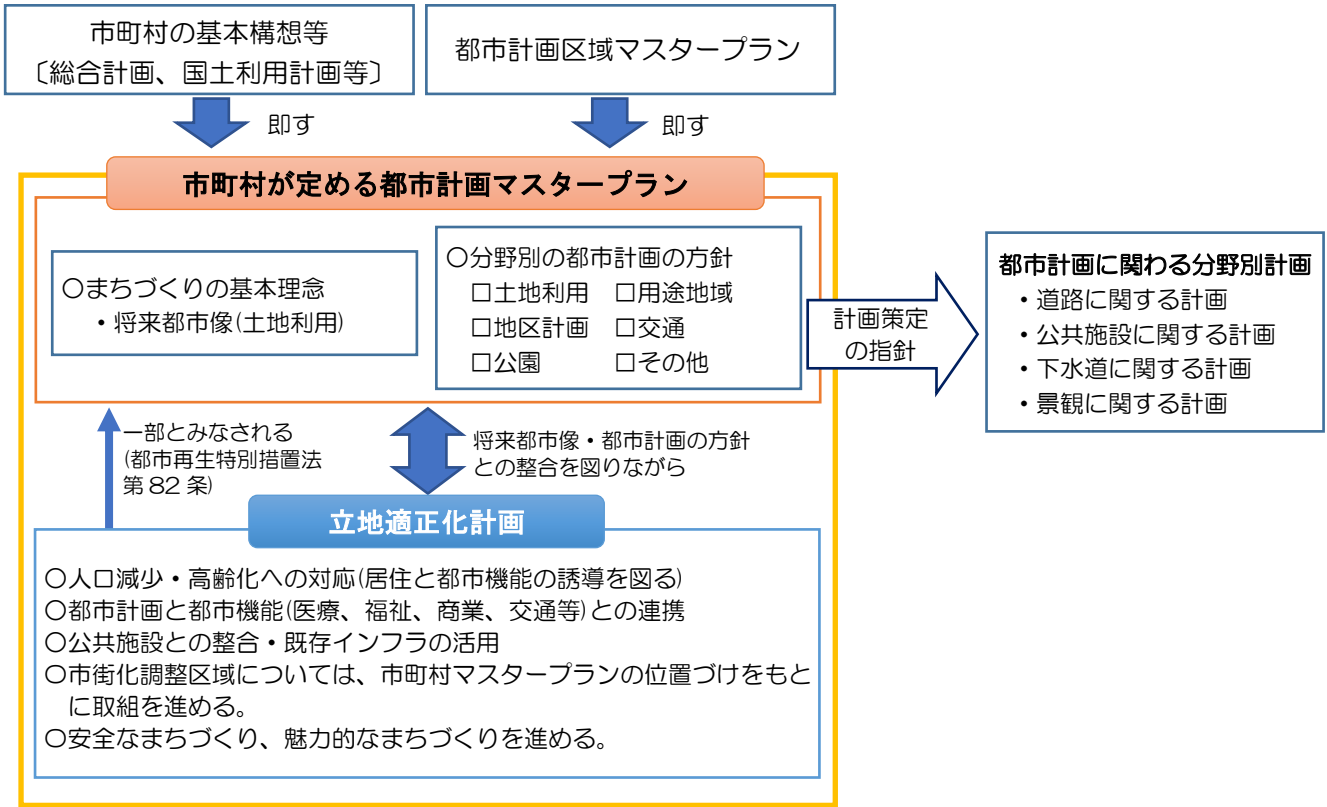 市町村の基本構想等
〔総合計画、国土利用計画等〕
都市計画区域マスタープラン
即す
即す
市町村が定める都市計画マスタープラン
〇まちづくりの基本理念
・将来都市像(土地利用)
〇分野別の都市計画の方針
□土地利用 □用途地域
□地区計画 □交通
□公園 □その他
計画策定
の指針
都市計画に関わる分野別計画
・道路に関する計画
・公共施設に関する計画
・下水道に関する計画
・景観に関する計画
一部とみなされる
(都市再生特別措置法
第 82 条)
将来都市像・都市計画の方針
との整合を図りながら
立地適正化計画
〇人口減少・高齢化への対応(居住と都市機能の誘導を図る)
〇都市計画と都市機能(医療、福祉、商業、交通等)との連携
〇公共施設との整合・既存インフラの活用
〇市街化調整区域については、市町村マスタープランの位置づけをもと
に取組を進める。
〇安全なまちづくり、魅力的なまちづくりを進める。